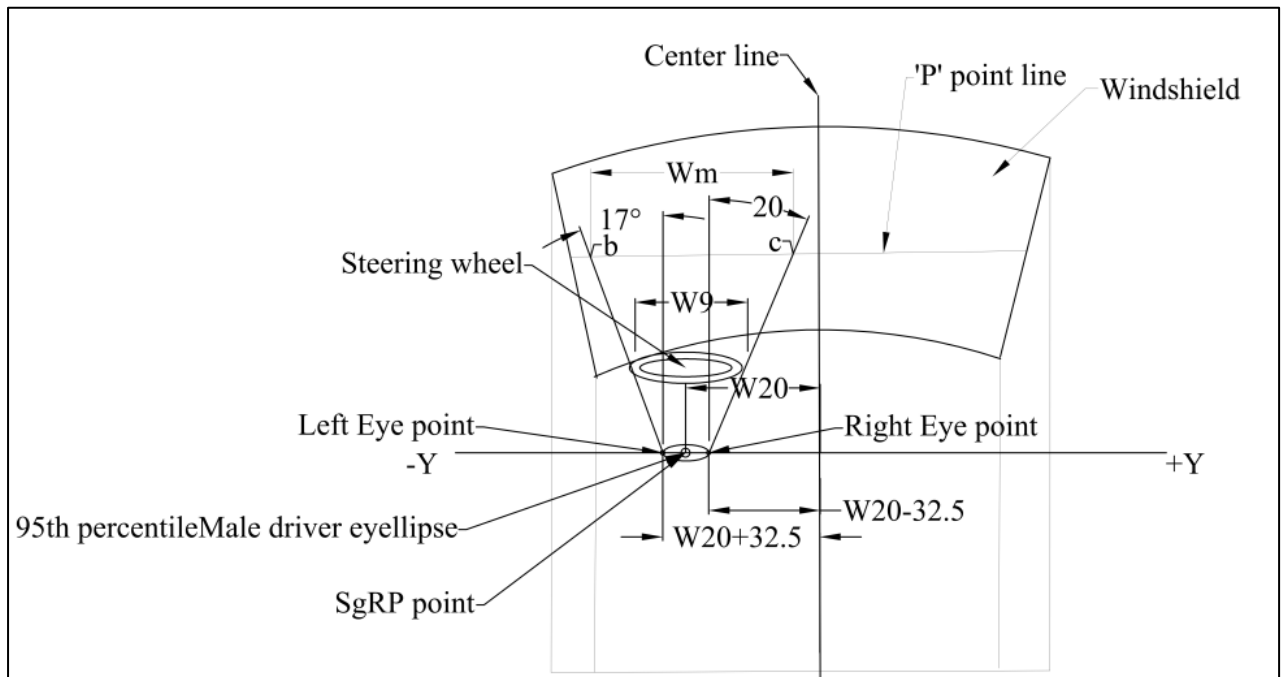 Center line
'P' point line
Windshield
Wm
17°
20
b
c
Steering wheel
W9
W20
Left Eye point
Right Eye point
-Y
+Y
95th percentileMale driver eyellipse
W20-32.5
W20+32.5
SgRP point